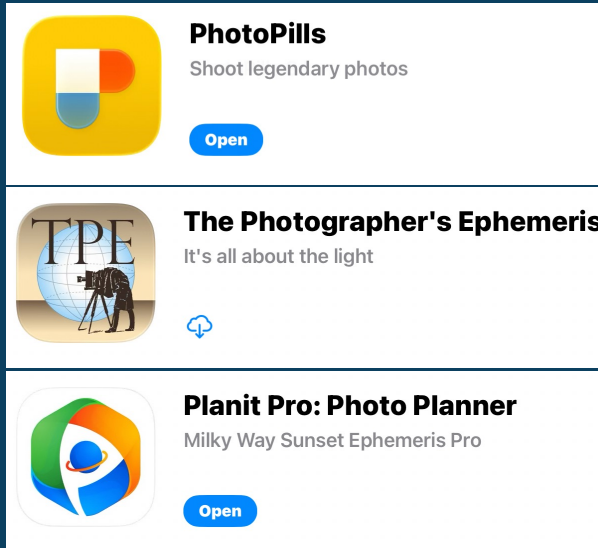 PhotoPills
Shoot legendary photos
Open
TPE
The Photographer's Ephemeris
It's all about the light
Planit Pro: Photo Planner
Milky Way Sunset Ephemeris Pro
Open